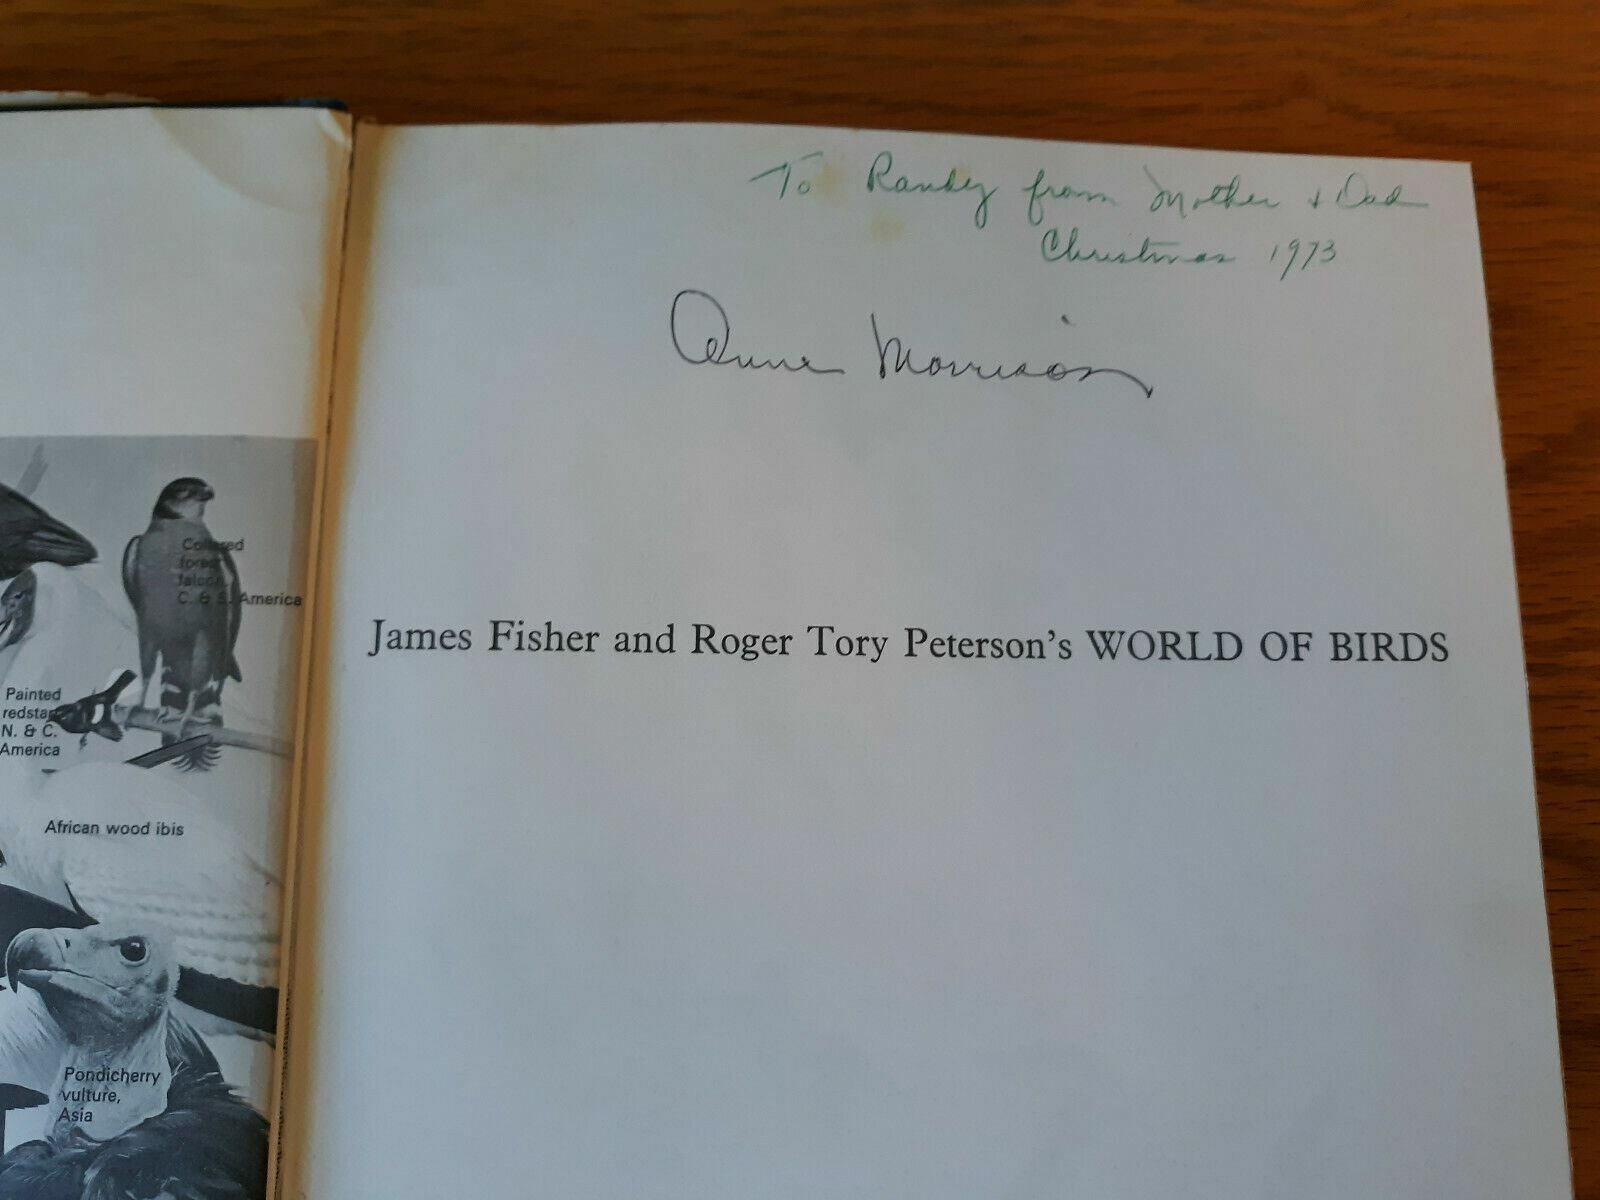 To Randy from Mother + Dad
Christmas 1973
Anne Morrison
James Fisher and Roger Tory Peterson's WORLD OF BIRDS
Collared
forest
falcon,
C. & S. America
Painted
redstart
N. & C.
America
African wood ibis
Pondicherry
vulture,
Asia